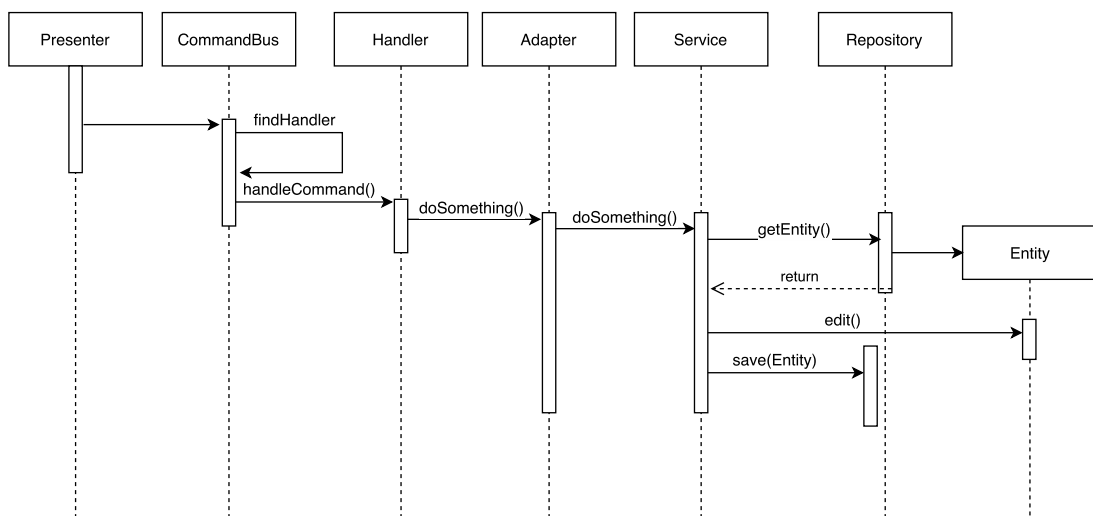 Presenter
CommandBus
Handler
Adapter
Service
Repository
findHandler
handleCommand()
doSomething()
doSomething()
getEntity()
Entity
return
edit()
save(Entity)